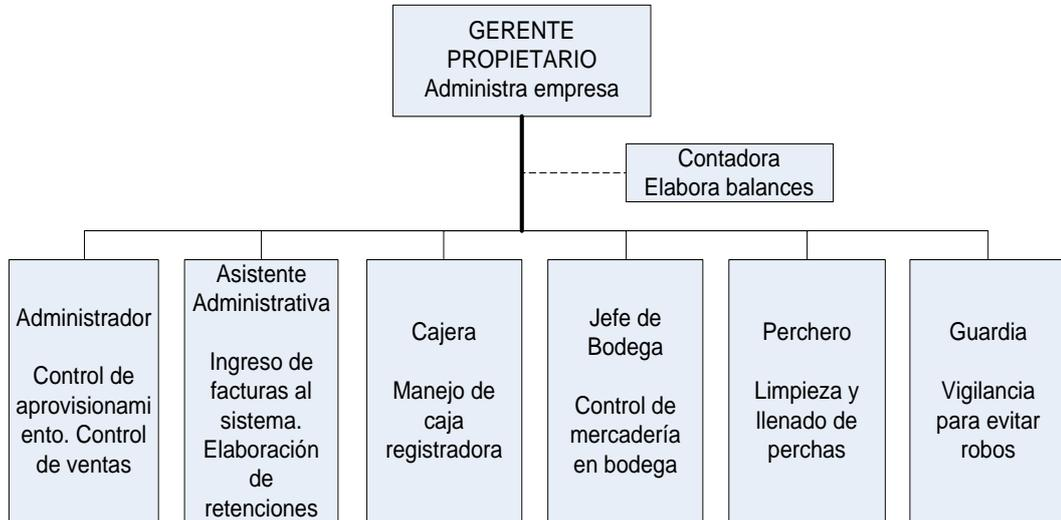 GERENTE
PROPIETARIO
Administra empresa
Contadora
Elabora balances
Administrador
Control de
aprovisionami
ento. Control
de ventas
Asistente
Administrativa
Ingreso de
facturas al
sistema.
Elaboración
de
retenciones
Cajera
Manejo de
caja
registradora
Jefe de
Bodega
Control de
mercadería
en bodega
Perchero
Limpieza y
llenado de
perchas
Guardia
Vigilancia
para evitar
robos